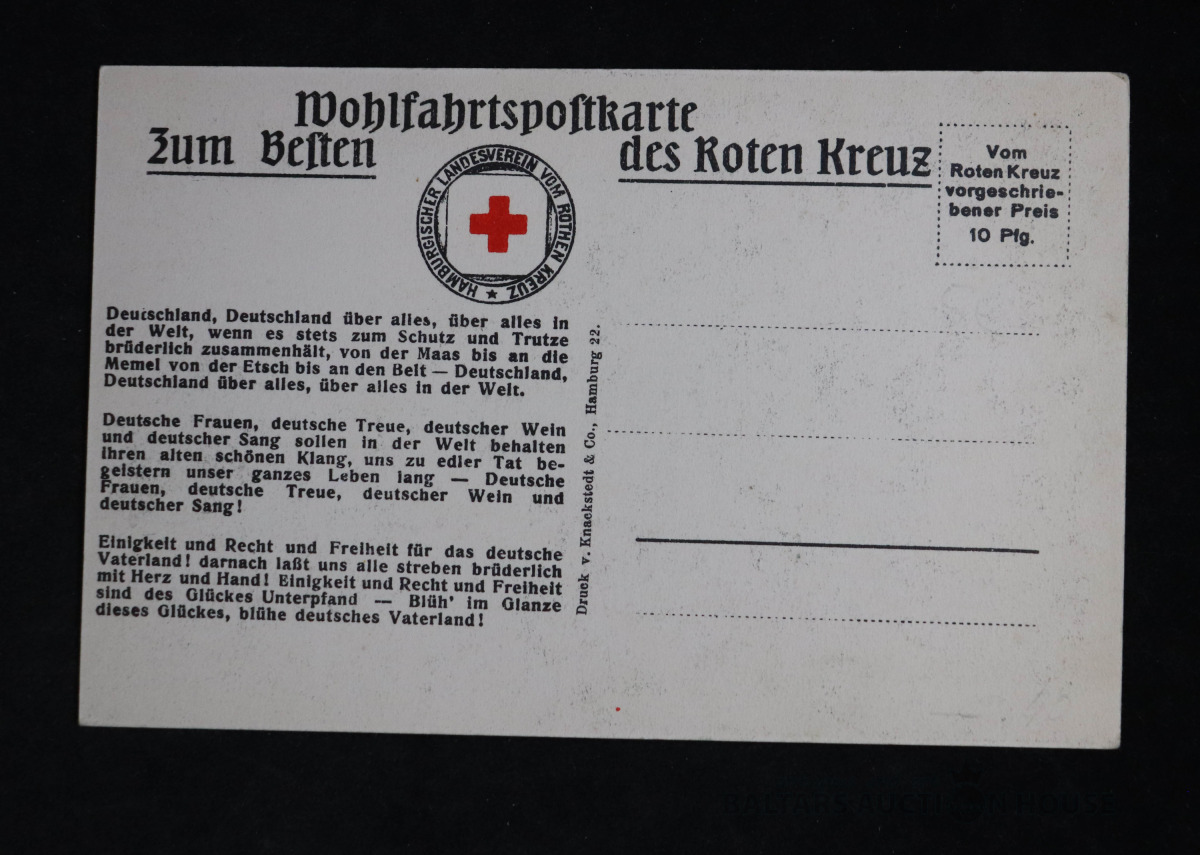 Wohlfahrtspostkarte
Zum Besten des Roten Kreuz
HAMBURGISCHER LANDESVEREIN VOM ROTHEN KREUZ ★
Vom
Roten Kreuz
vorgeschrie-
bener Preis
10 Pfg.
Deutschland, Deutschland über alles, über alles in
der Welt, wenn es stets zum Schutz und Trutze
brüderlich zusammenhält, von der Maas bis an die
Memel von der Etsch bis an den Belt — Deutschland,
Deutschland über alles, über alles in der Welt.
Deutsche Frauen, deutsche Treue, deutscher Wein
und deutscher Sang sollen in der Welt behalten
ihren alten schönen Klang, uns zu edler Tat be-
geistern unser ganzes Leben lang — Deutsche
Frauen, deutsche Treue, deutscher Wein und
deutscher Sang!
Einigkeit und Recht und Freiheit für das deutsche
Vaterland! darnach laßt uns alle streben brüderlich
mit Herz und Hand! Einigkeit und Recht und Freiheit
sind des Glückes Unterpfand — Blüh' im Glanze
dieses Glückes, blühe deutsches Vaterland!
Druck v. Knackstedt & Co., Hamburg 22.
BALTARS AUCTION HOUSE